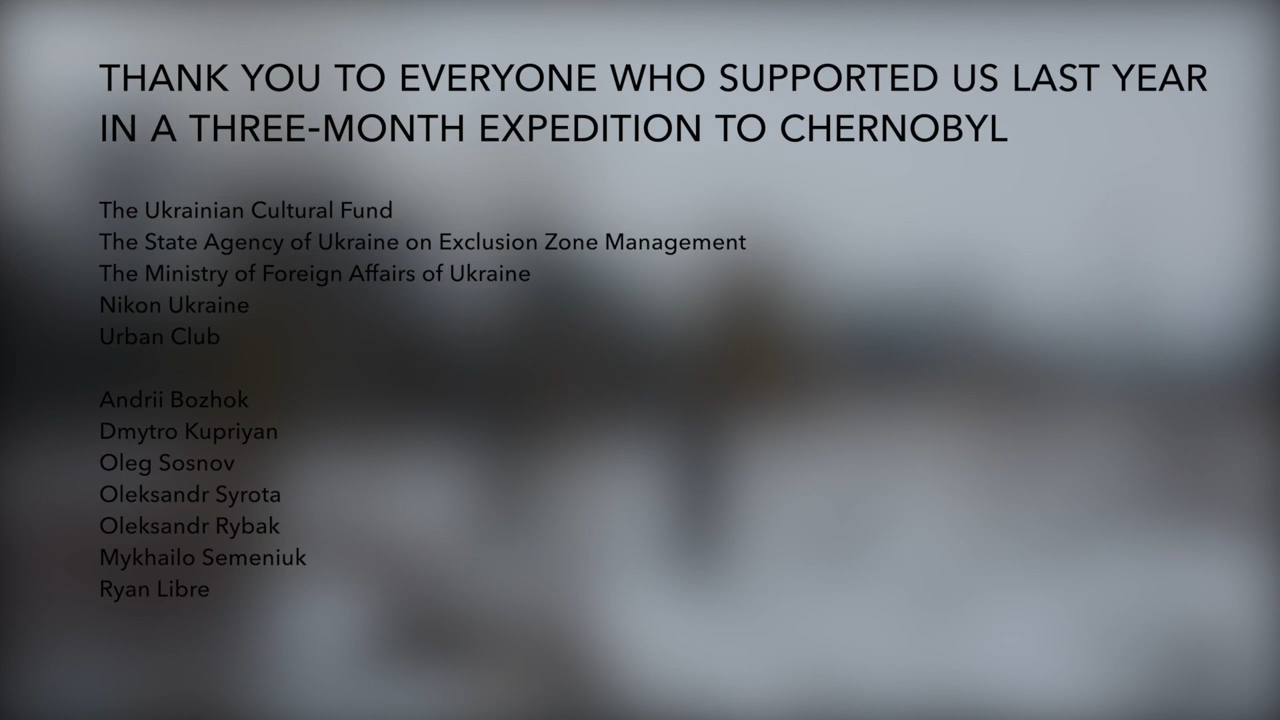 THANK YOU TO EVERYONE WHO SUPPORTED US LAST YEAR
IN A THREE-MONTH EXPEDITION TO CHERNOBYL
The Ukrainian Cultural Fund
The State Agency of Ukraine on Exclusion Zone Management
The Ministry of Foreign Affairs of Ukraine
Nikon Ukraine
Urban Club
Andrii Bozhok
Dmytro Kupriyan
Oleg Sosnov
Oleksandr Syrota
Oleksandr Rybak
Mykhailo Semeniuk
Ryan Libre